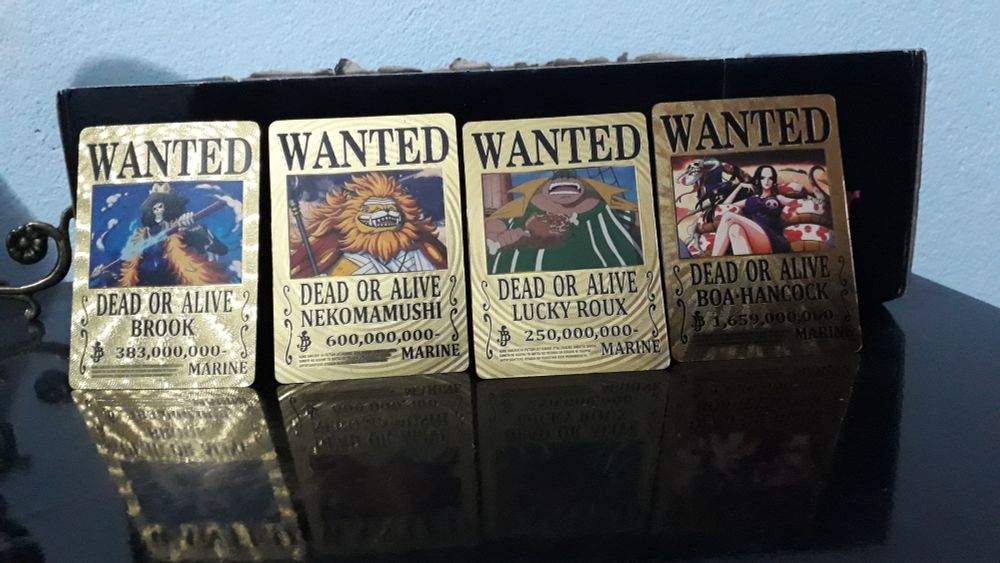 WANTED
DEAD OR ALIVE
BROOK
383,000,000-
MARINE
WANTED
DEAD OR ALIVE
NEKOMAMUSHI
600,000,000-
MARINE
WANTED
DEAD OR ALIVE
LUCKY ROUX
250,000,000-
MARINE
WANTED
DEAD OR ALIVE
BOA·HANCOCK
1,659,000,000-
MARINE